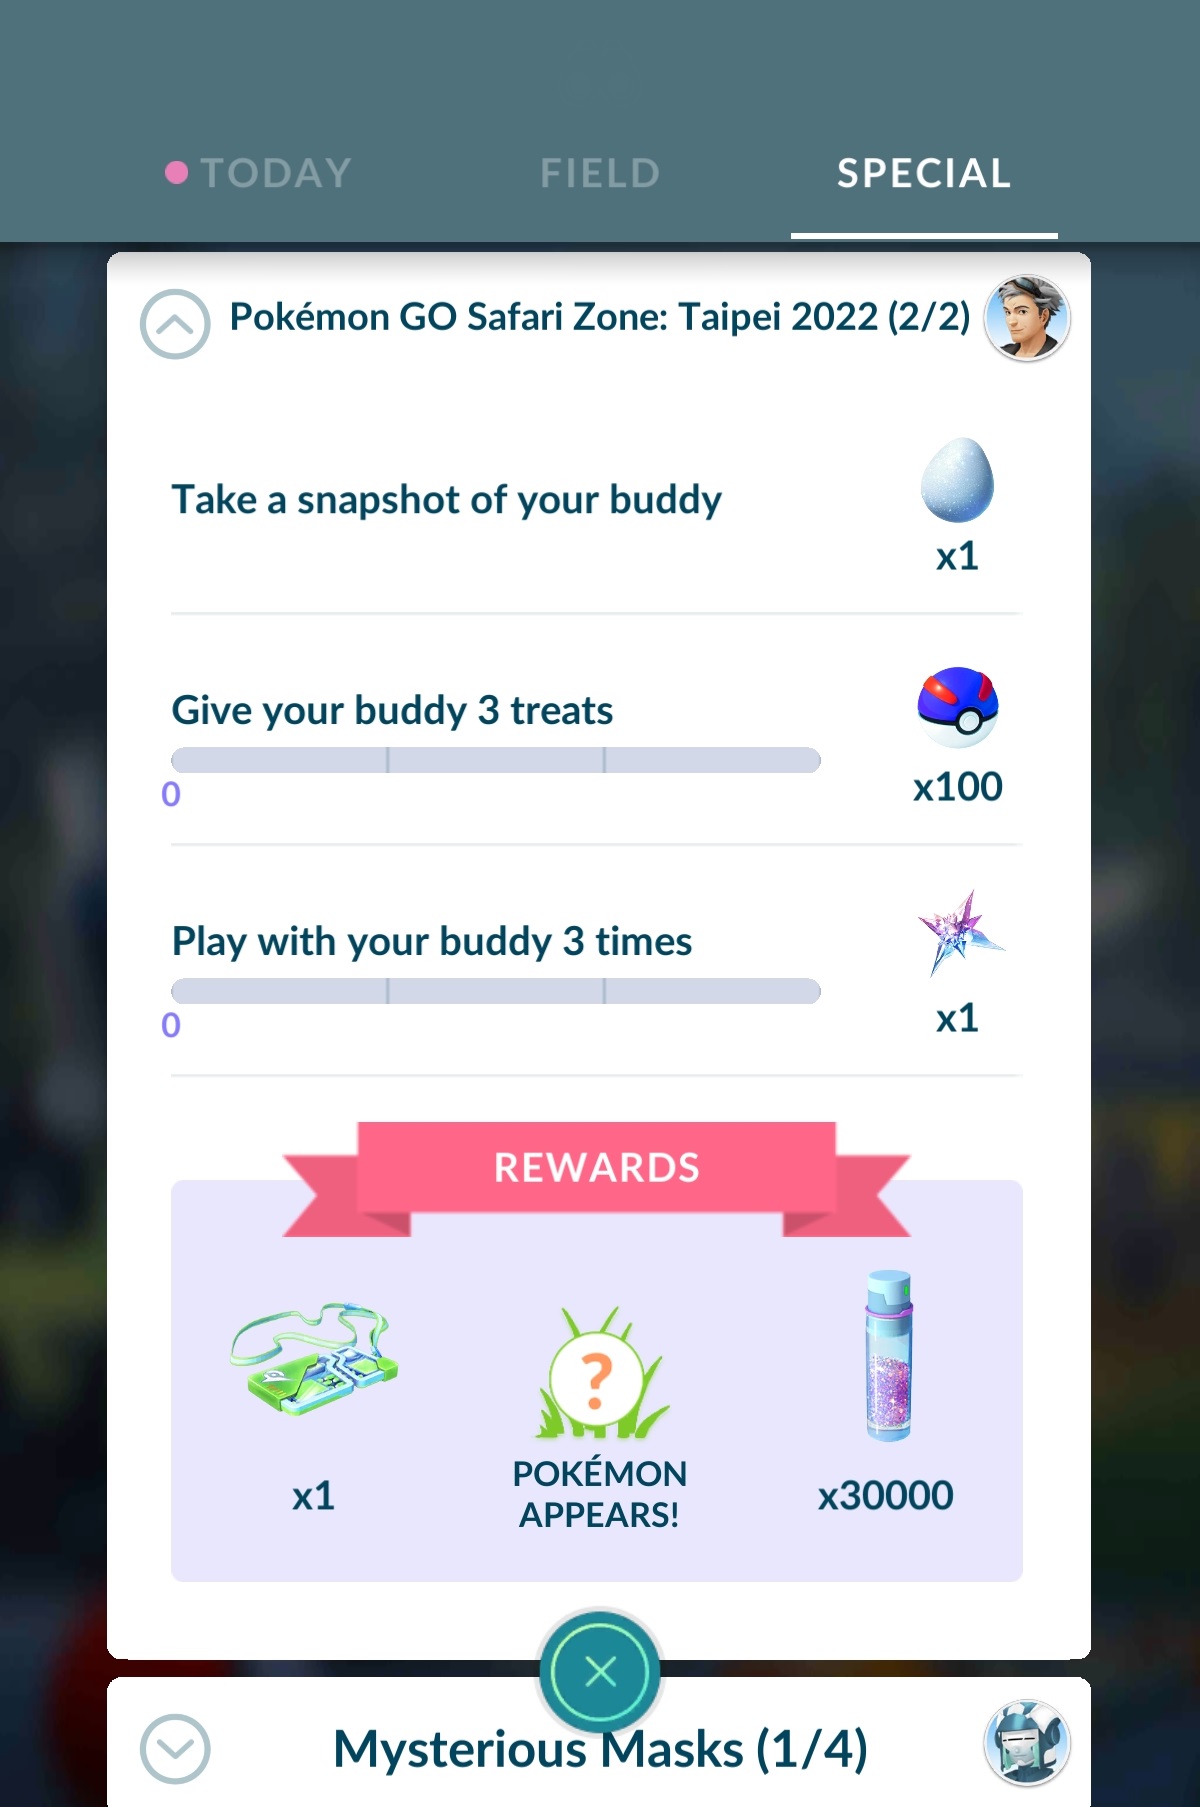 TODAY
FIELD
SPECIAL
Pokémon GO Safari Zone: Taipei 2022 (2/2)
Take a snapshot of your buddy
x1
Give your buddy 3 treats
0
x100
Play with your buddy 3 times
0
x1
REWARDS
x1
?
POKÉMON
APPEARS!
x30000
Mysterious Masks (1/4)